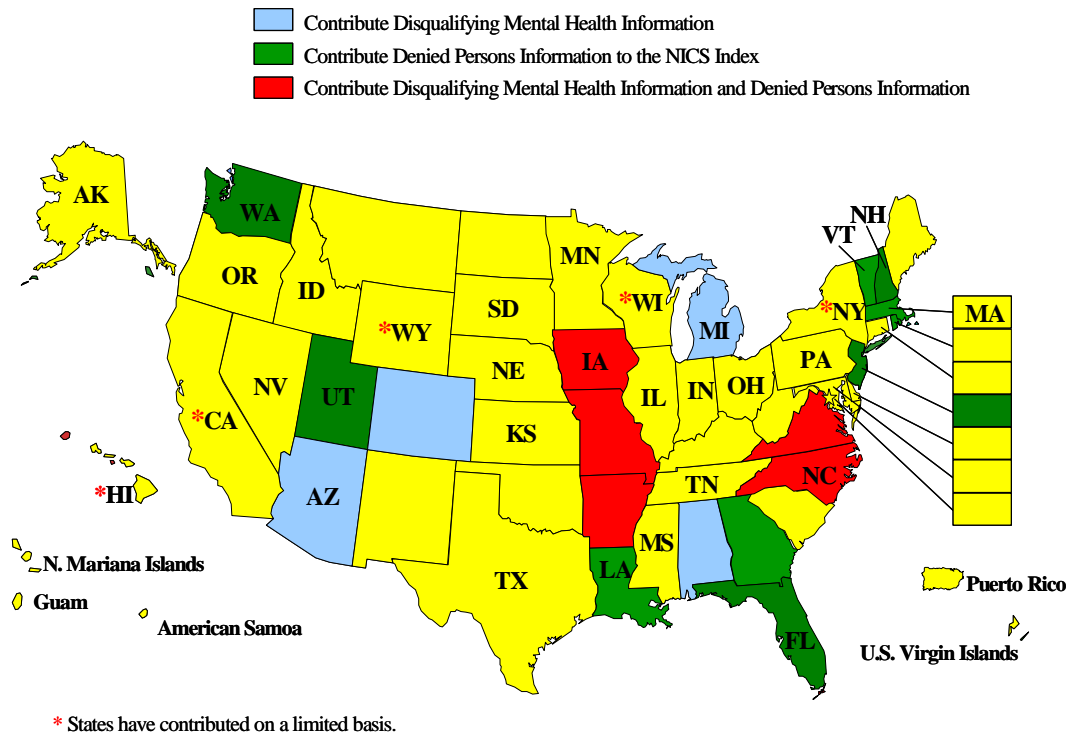 Contribute Disqualifying Mental Health Information
Contribute Denied Persons Information to the NICS Index
Contribute Disqualifying Mental Health Information and Denied Persons Information
AK
WA
NH
VT
MN
OR
ID
SD
*WI
*WY
*NY
MA
MI
IA
PA
NE
NV
UT
IL
IN
OH
*CA
KS
NC
TN
*HI
AZ
MS
N. Mariana Islands
LA
TX
Puerto Rico
Guam
American Samoa
FL
U.S. Virgin Islands
* States have contributed on a limited basis.